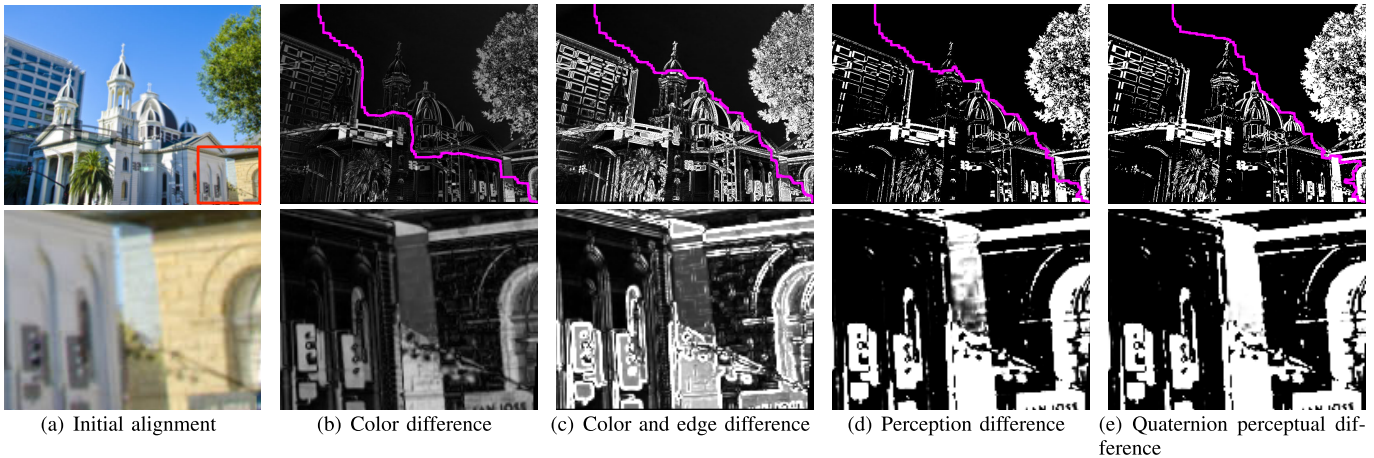 (a) Initial alignment
(b) Color difference
(c) Color and edge difference
(d) Perception difference
(e) Quaternion perceptual dif-
ference